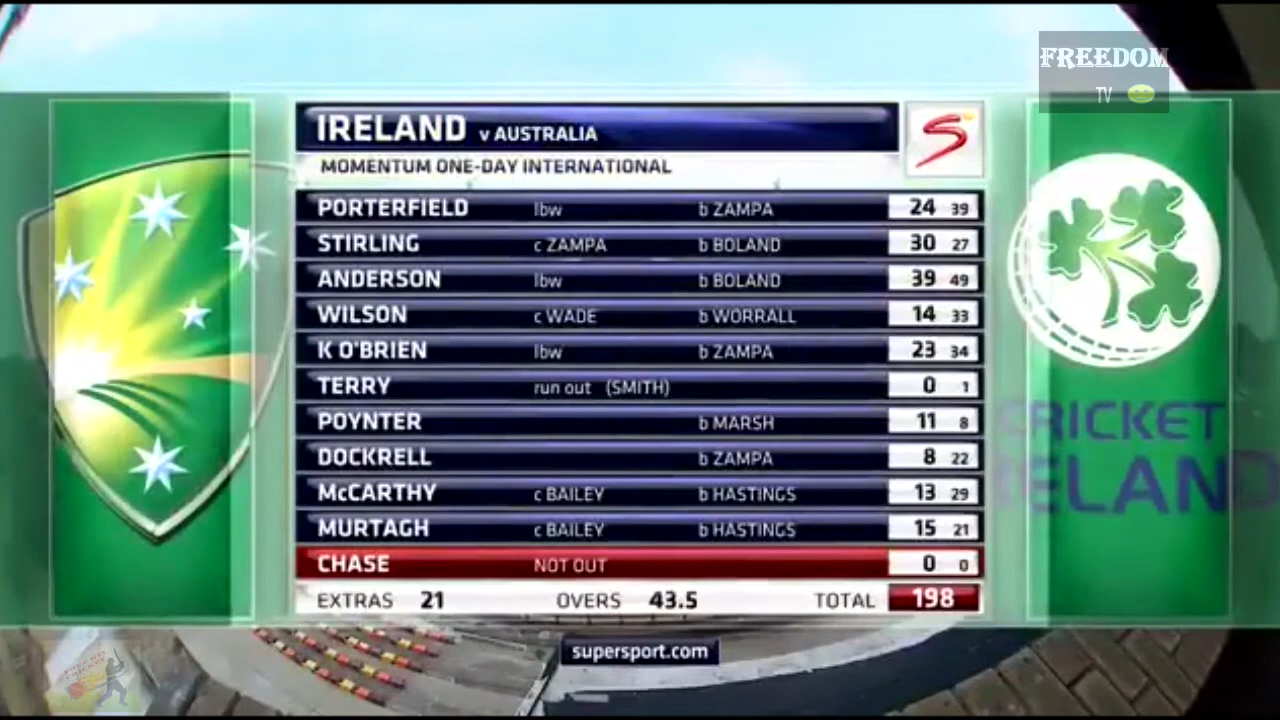 FREEDOM
TV
IRELAND v AUSTRALIA
MOMENTUM ONE-DAY INTERNATIONAL
PORTERFIELD lbw b ZAMPA 24 39
STIRLING c ZAMPA b BOLAND 30 27
ANDERSON lbw b BOLAND 39 49
WILSON c WADE b WORRALL 14 33
K O'BRIEN lbw b ZAMPA 23 34
TERRY run out (SMITH) 0 1
POYNTER b MARSH 11 8
DOCKRELL b ZAMPA 8 22
McCARTHY c BAILEY b HASTINGS 13 29
MURTAGH c BAILEY b HASTINGS 15 21
CHASE NOT OUT 0 0
EXTRAS 21 OVERS 43.5 TOTAL 198
CRICKET
IRELAND
supersport.com